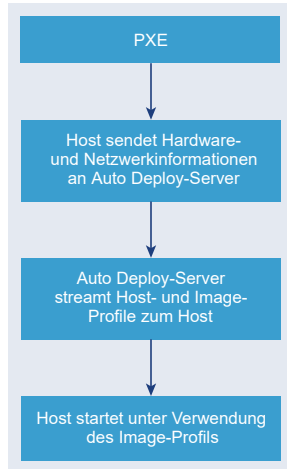 PXE
Host sendet Hardware-
und Netzwerkinformationen
an Auto Deploy-Server
Auto Deploy-Server
streamt Host- und Image-
Profile zum Host
Host startet unter Verwendung
des Image-Profils